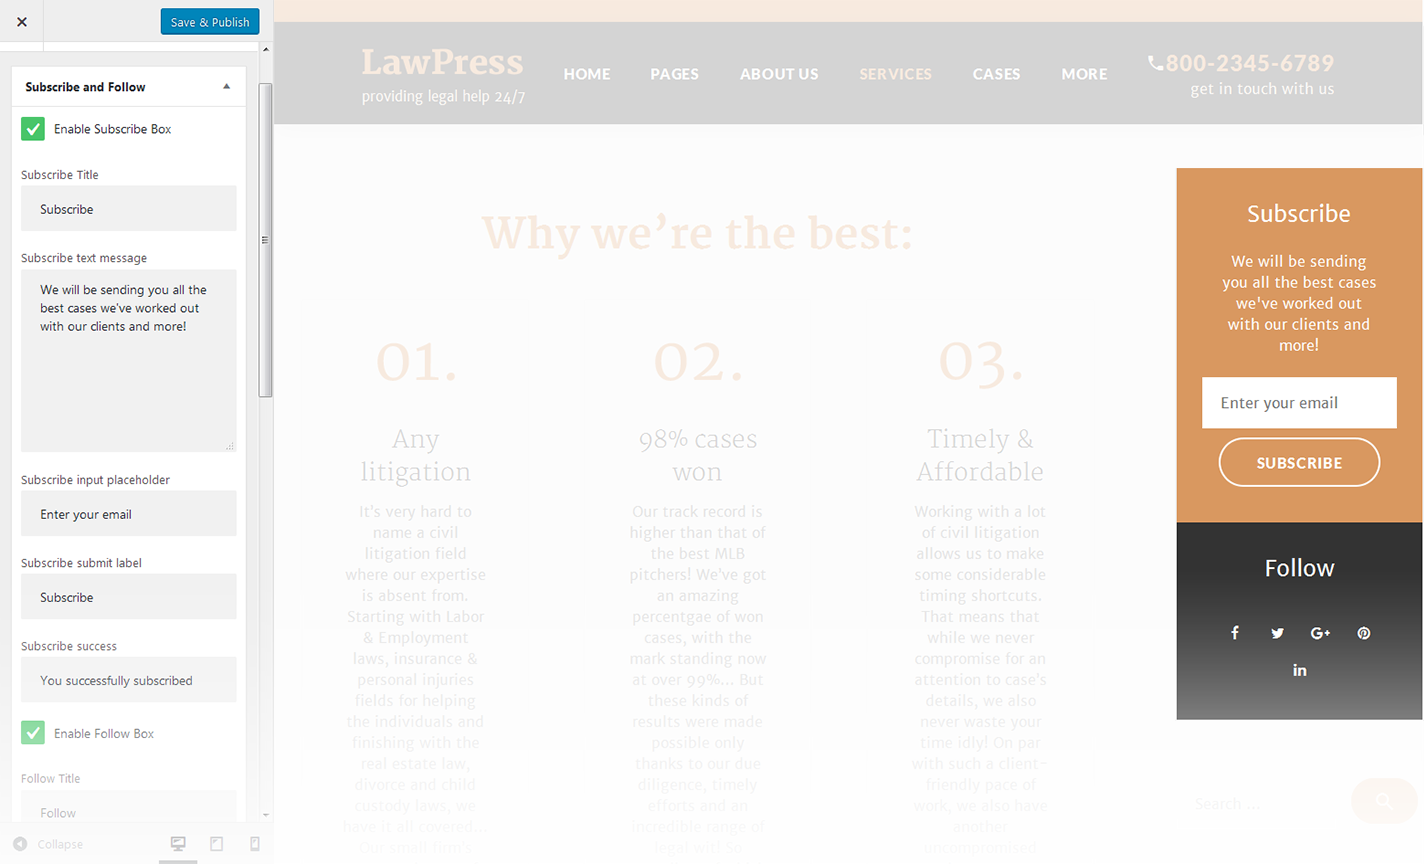 Save & Publish
Subscribe and Follow
Enable Subscribe Box
Subscribe Title
Subscribe
Subscribe text message
We will be sending you all the
best cases we've worked out
with our clients and more!
Subscribe input placeholder
Enter your email
Subscribe submit label
Subscribe
Subscribe success
You successfully subscribed
Enable Follow Box
Follow Title
Follow
Collapse
LawPress
providing legal help 24/7
HOME PAGES ABOUT US SERVICES CASES MORE
800-2345-6789
get in touch with us
Why we’re the best:
01.
Any
litigation
It's very hard to
name a civil
litigation field
where our expertise
is absent from.
Starting with Labor
& Employment
laws, insurance &
personal injuries
fields for helping
the individuals and
finishing with the
real estate law,
divorce and child
custody laws, we
have it all covered...
Our small firm's
02.
98% cases
won
Our track record is
higher than that of
the best MLB
pitchers! We've got
an amazing
percentgae of won
cases, with the
mark standing now
at over 99%... But
these kinds of
results were made
possible only
thanks to our due
diligence, timely
efforts and an
incredible range of
03.
Timely &
Affordable
Working with a lot
of civil litigation
allows us to make
some considerable
timing shortcuts.
That means that
while we never
compromise for an
attention to case's
details, we also
never waste your
time idly! On par
with such a client-
friendly pace of
work, we also have
another
uncompromised
Subscribe
We will be sending
you all the best cases
we've worked out
with our clients and
more!
Enter your email
SUBSCRIBE
Follow
Search ...